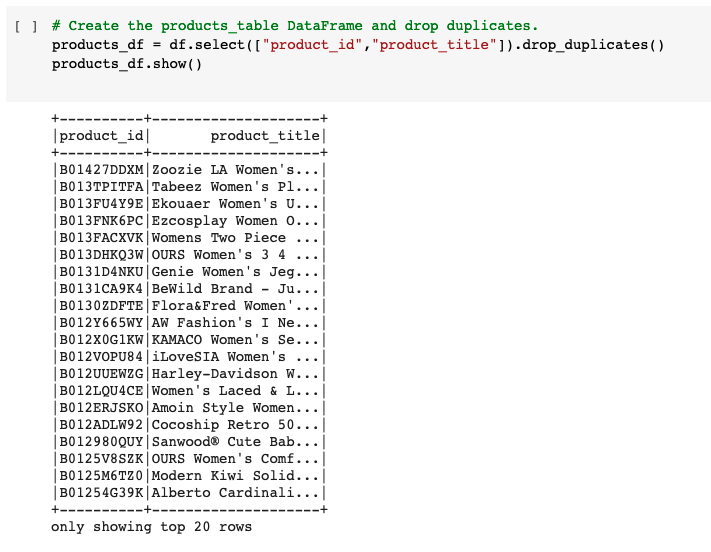 [ ] # Create the products_table DataFrame and drop duplicates.
products_df = df.select(["product_id","product_title"]).drop_duplicates()
products_df.show()
+----------+--------------------+
|product_id|       product_title|
+----------+--------------------+
|B01427DDXM|Zoozie LA Women's...|
|B013TPITFA|Tabeez Women's Pl...|
|B013FU4Y9E|Ekouaer Women's U...|
|B013FNK6PC|Ezcosplay Women O...|
|B013FACXVK|Womens Two Piece ...|
|B013DHKQ3W|OURS Women's 3 4 ...|
|B0131D4NKU|Genie Women's Jeg...|
|B0131CA9K4|BeWild Brand - Ju...|
|B0130ZDFTE|Flora&Fred Women'...|
|B012Y665WY|AW Fashion's I Ne...|
|B012X0G1KW|KAMACO Women's Se...|
|B012VOPU84|iLoveSIA Women's ...|
|B012UUEWZG|Harley-Davidson W...|
|B012LQU4CE|Women's Laced & L...|
|B012ERJSKO|Amoin Style Women...|
|B012ADLW92|Cocoship Retro 50...|
|B012980QUY|Sanwood® Cute Bab...|
|B0125V8SZK|OURS Women's Comf...|
|B0125M6TZ0|Modern Kiwi Solid...|
|B01254G39K|Alberto Cardinali...|
+----------+--------------------+
only showing top 20 rows